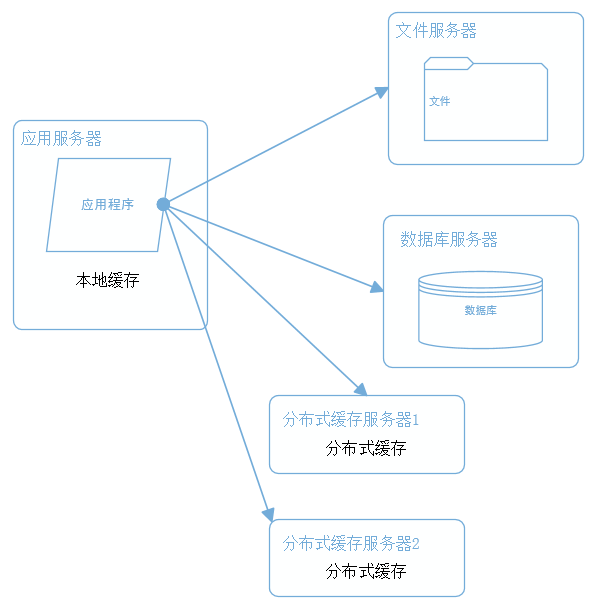 文件服务器
文件
应用服务器
应用程序
本地缓存
数据库服务器
数据库
分布式缓存服务器1
分布式缓存
分布式缓存服务器2
分布式缓存